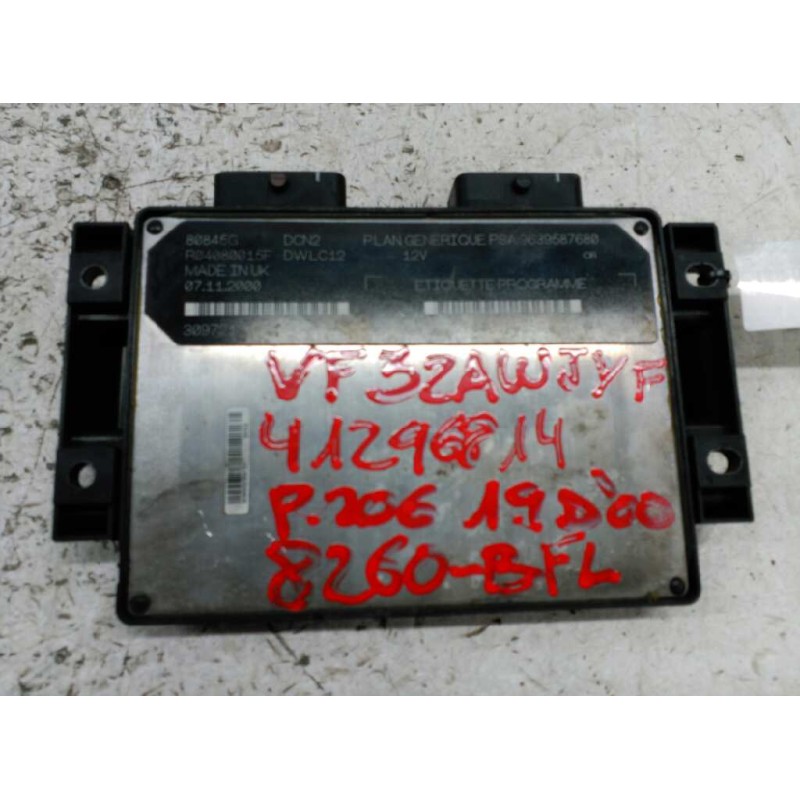 80845G DCN2 PLAN GENERIQUE PSA 9639587680
R04080015F DWLC12 12V OR
MADE IN UK
07.11.2000 ETIQUETTE PROGRAMME
VF32AWJYF
P.206 1.9D'00
8260-BFL